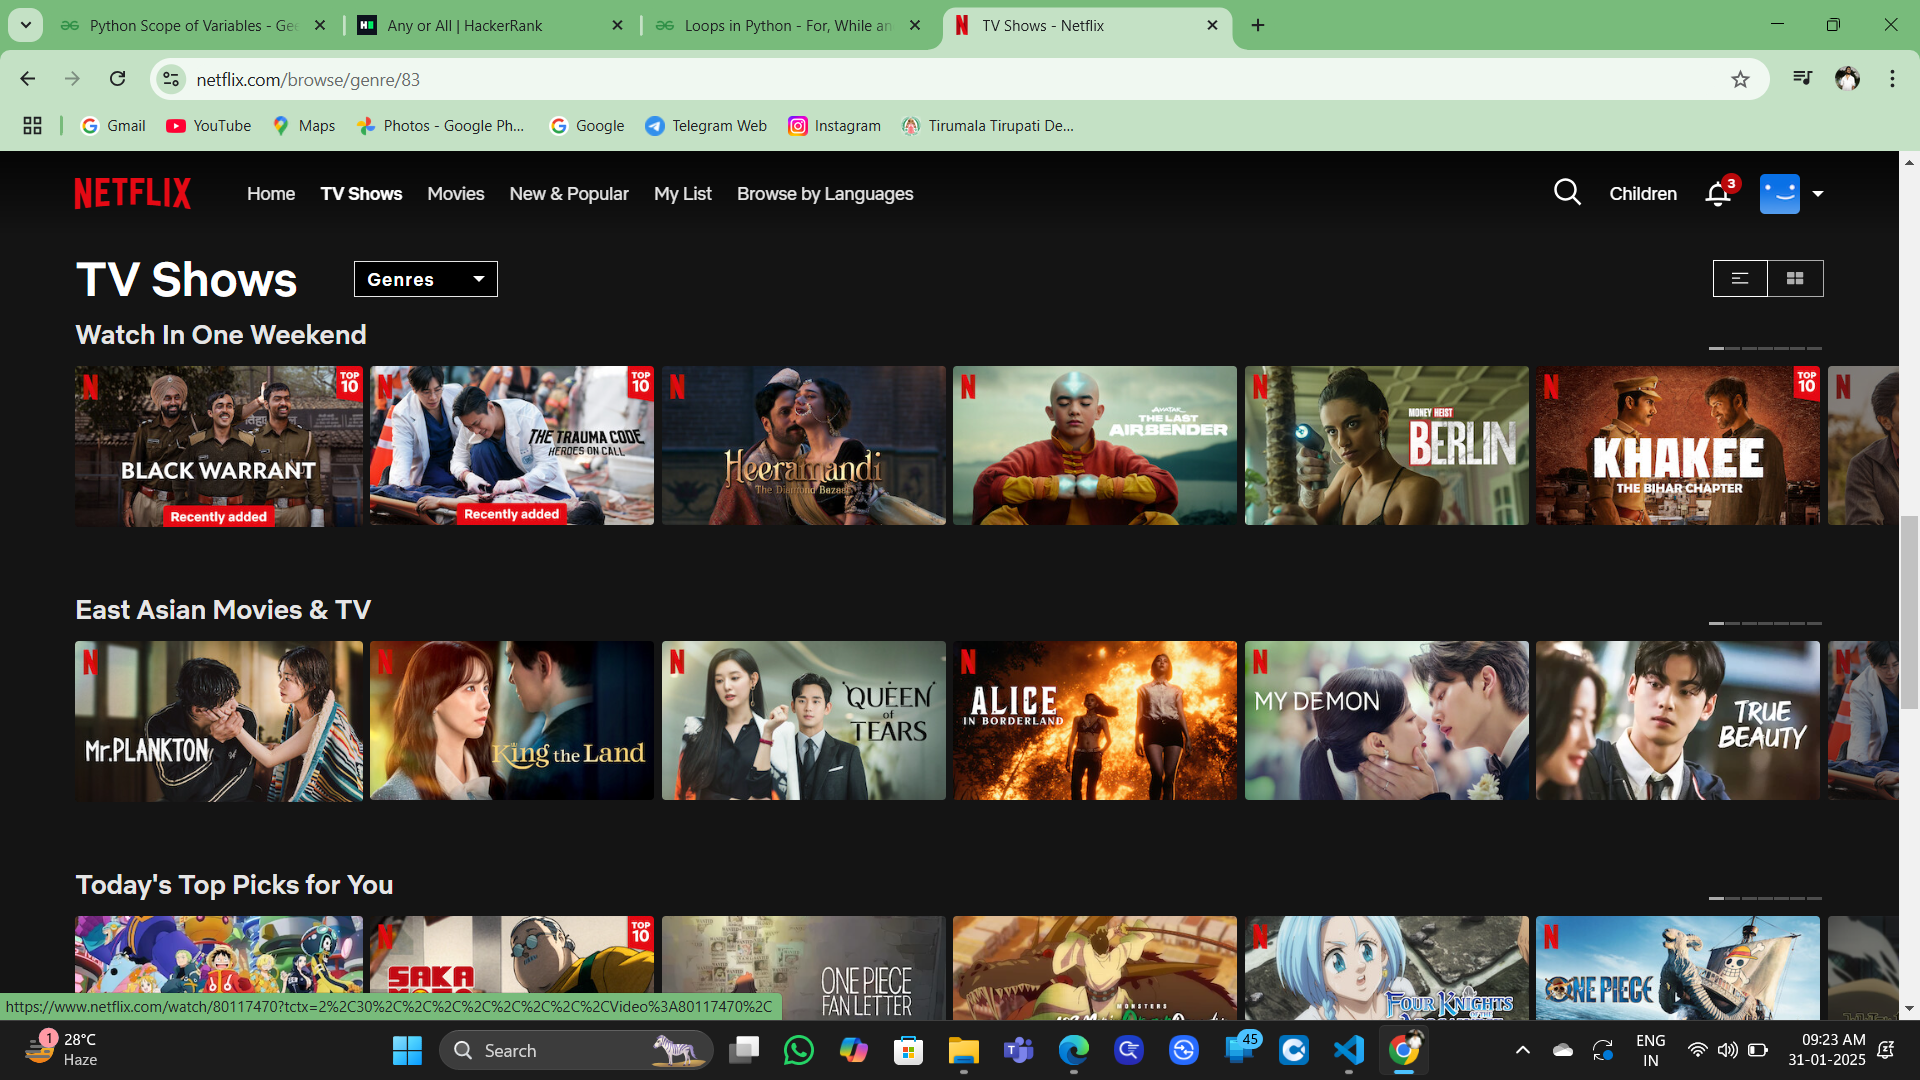 Python Scope of Variables - Gee
Any or All | HackerRank
Loops in Python - For, While an
TV Shows - Netflix
netflix.com/browse/genre/83
Gmail
YouTube
Maps
Photos - Google Ph...
Google
Telegram Web
Instagram
Tirumala Tirupati De...
NETFLIX
Home
TV Shows
Movies
New & Popular
My List
Browse by Languages
Children
3
TV Shows
Genres
Watch In One Weekend
BLACK WARRANT
TOP
10
Recently added
THE TRAUMA CODE
HEROES ON CALL
TOP
10
Recently added
Heeramandi
The Diamond Bazaar
AVATAR
THE LAST
AIRBENDER
MONEY HEIST
BERLIN
KHAKEE
THE BIHAR CHAPTER
TOP
10
East Asian Movies & TV
Mr. PLANKTON
King the Land
QUEEN
of
TEARS
ALICE
IN BORDERLAND
MY DEMON
TRUE
BEAUTY
Today's Top Picks for You
SAKA
TOP
10
ONE PIECE
FAN LETTER
MONSTERS
FOUR KNIGHTS
OF THE
ONE PIECE
https://www.netflix.com/watch/80117470?tctx=2%2C30%2C%2C%2C%2C%2C%2C%2C%2CVideo%3A80117470%2C
1
28°C
Haze
Search
45
ENG
IN
09:23 AM
31-01-2025